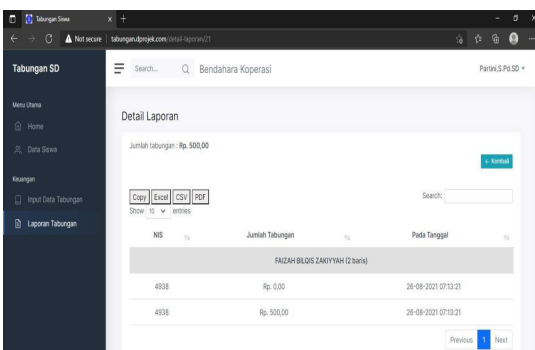 Tabungan Siswa
Not secure | tabungan.dprojek.com/detail-laporan/21
Tabungan SD
Search...
Bendahara Koperasi
Partini,S.Pd.SD
Menu Utama
Home
Data Siswa
Keuangan
Input Data Tabungan
Laporan Tabungan
Detail Laporan
Jumlah tabungan : Rp. 500,00
← Kembali
Copy Excel CSV PDF
Search:
Show 10 entries
NIS Jumlah Tabungan Pada Tanggal
FAIZAH BILQIS ZAKIYYAH (2 baris)
4938 Rp. 0,00 26-08-2021 07:13:21
4938 Rp. 500,00 26-08-2021 07:13:21
Previous 1 Next